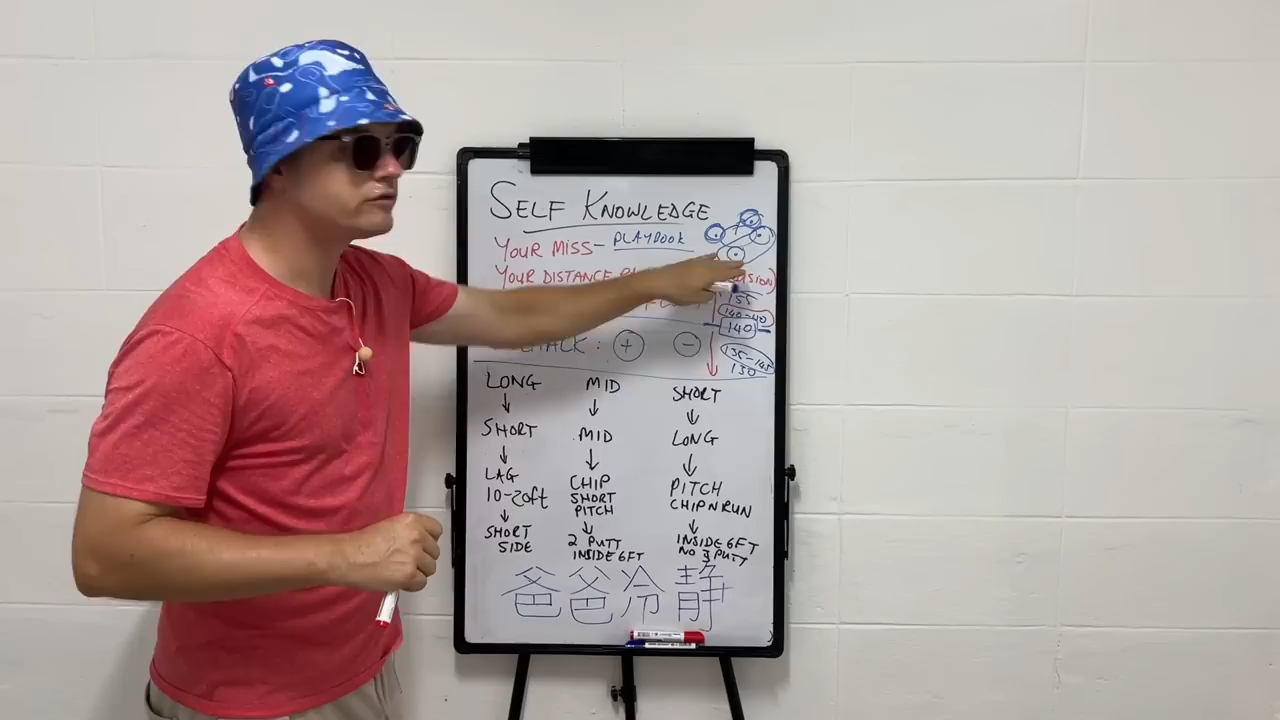 SELF KNOWLEDGE
YOUR MISS - PLAYBOOK
YOUR DISTANCE
155
140-40
140
: + -
135-145
130
LONG MID SHORT
↓ ↓ ↓
SHORT MID LONG
↓ ↓ ↓
LAG 10-20ft CHIP SHORT PITCH PITCH CHIPNRUN
↓ ↓ ↓
SHORT SIDE 2 PUTT INSIDE 6FT INSIDE 6FT NO 3 PUTT
爸爸冷静